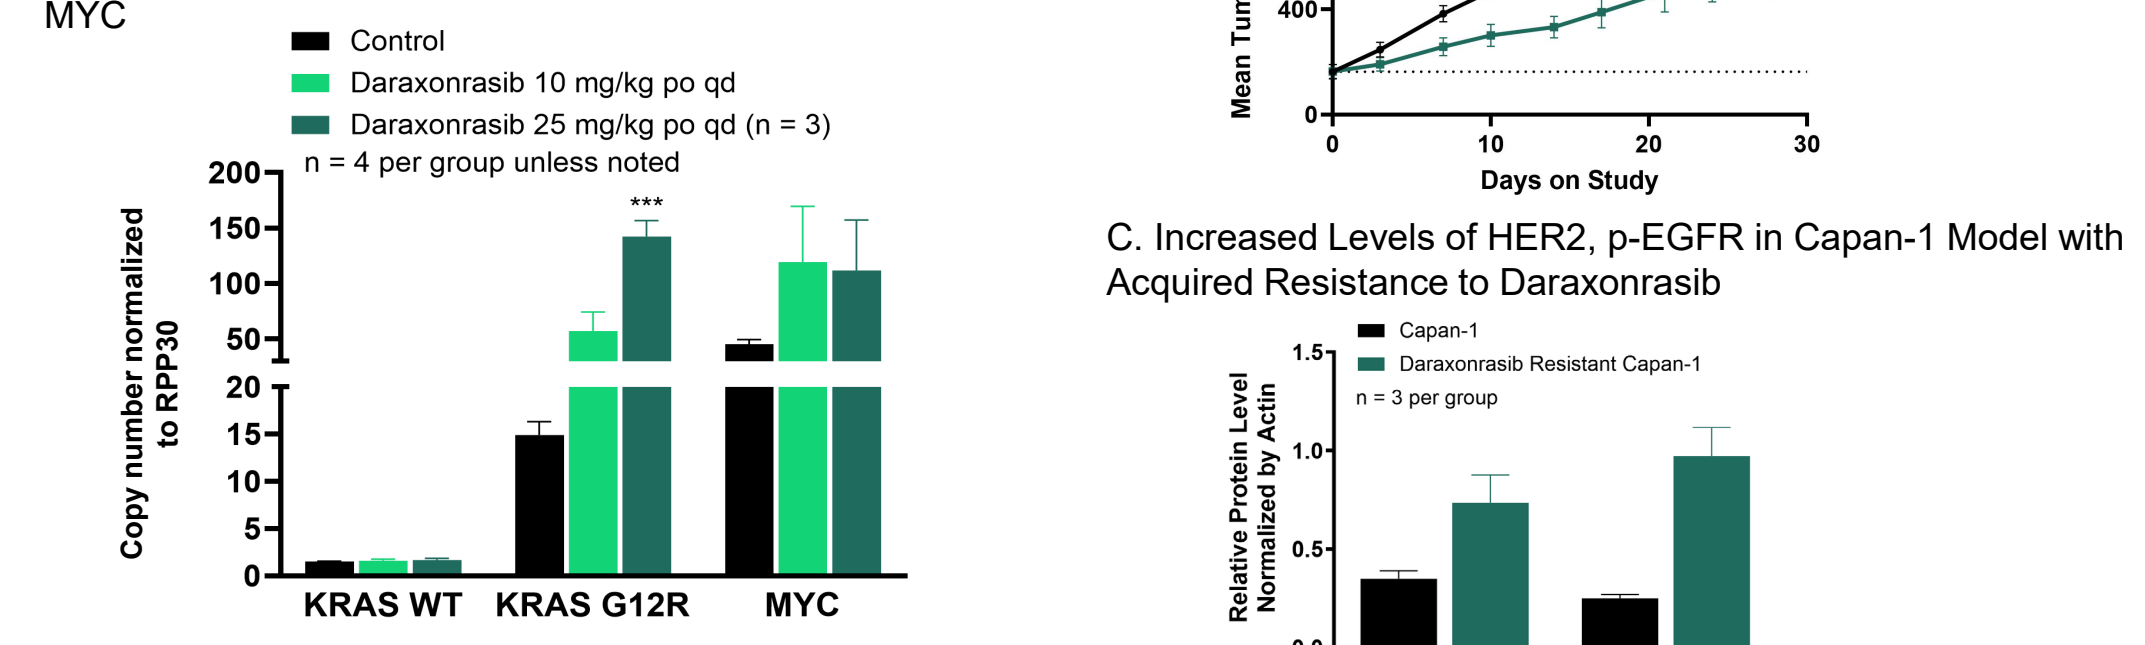 MYC
Control
Daraxonrasib 10 mg/kg po qd
Daraxonrasib 25 mg/kg po qd (n = 3)
n = 4 per group unless noted
200
150
100
50
20
15
10
5
0
***
Copy number normalized
to RPP30
KRAS WT
KRAS G12R
MYC
Mean Tum
400
0
0
10
20
30
Days on Study
C. Increased Levels of HER2, p-EGFR in Capan-1 Model with
Acquired Resistance to Daraxonrasib
Capan-1
Daraxonrasib Resistant Capan-1
n = 3 per group
1.5
1.0
0.5
Relative Protein Level
Normalized by Actin